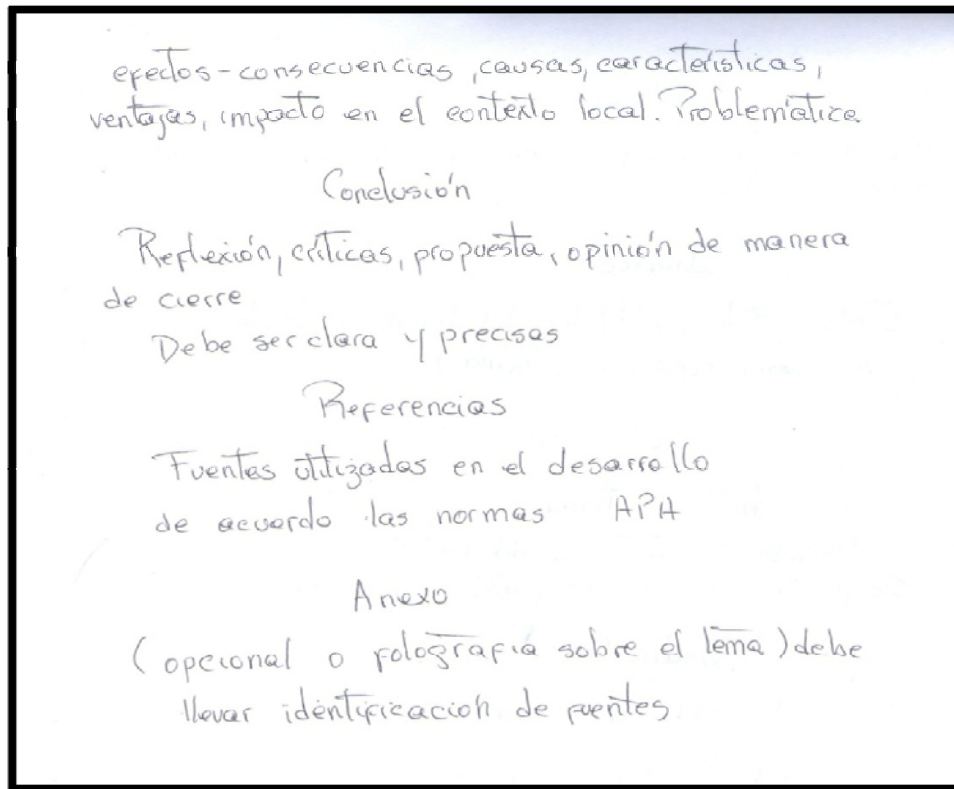 efectos-consecuencias, causas, características,
ventajas, impacto en el contexto local. Problemática
Conclusión
Reflexión, críticas, propuesta, opinión de manera
de cierre
Debe ser clara y precisas
Referencias
Fuentes utilizadas en el desarrollo
de acuerdo las normas APA
Anexo
(opcional o fotografía sobre el tema) debe
llevar identificación de fuentes